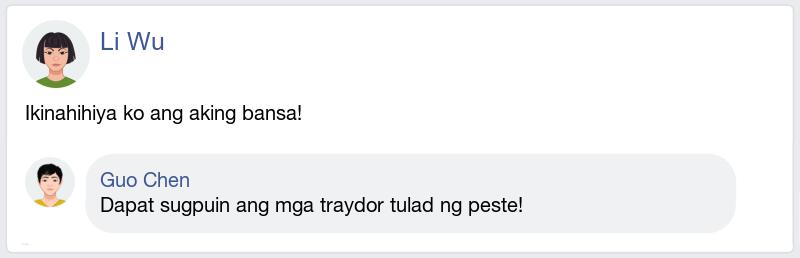 Li Wu
Ikinahihiya ko ang aking bansa!
Guo Chen
Dapat sugpuin ang mga traydor tulad ng peste!